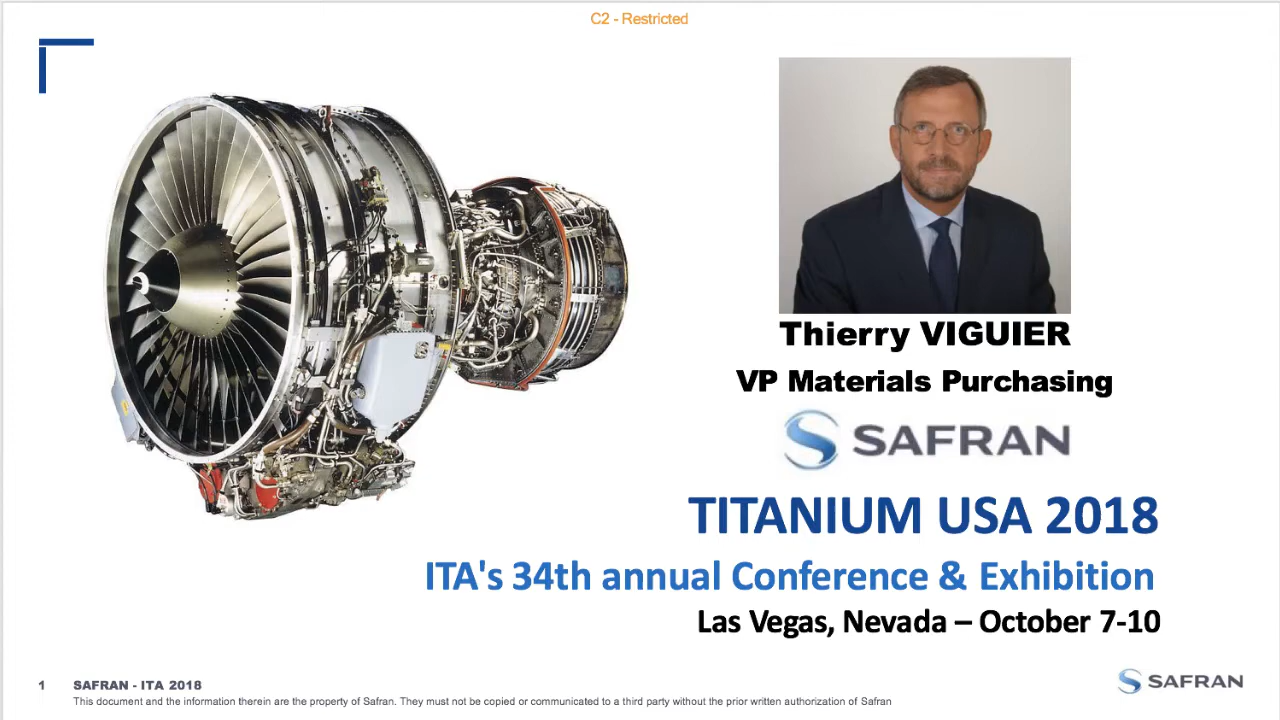 C2 - Restricted
Thierry VIGUIER
VP Materials Purchasing
SAFRAN
TITANIUM USA 2018
ITA's 34th annual Conference & Exhibition
Las Vegas, Nevada – October 7-10
1 SAFRAN - ITA 2018
This document and the information therein are the property of Safran. They must not be copied or communicated to a third party without the prior written authorization of Safran
SAFRAN